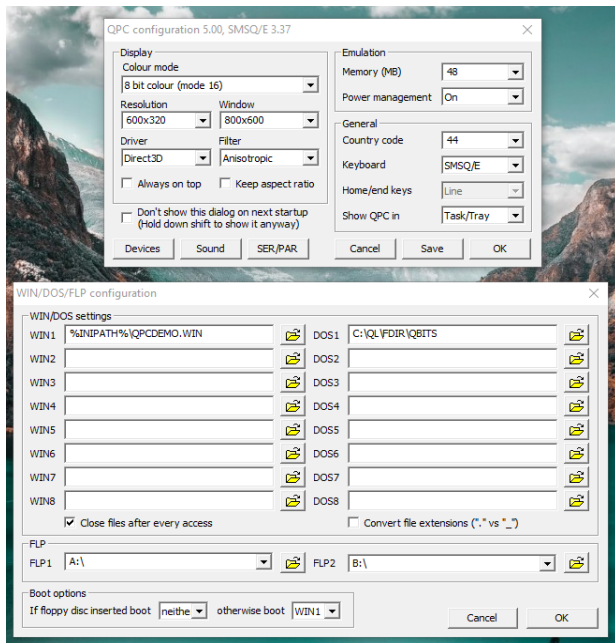 QPC configuration 5.00, SMSQ/E 3.37
Display
Colour mode
8 bit colour (mode 16)
Resolution Window
600x320 800x600
Driver Filter
Direct3D Anisotropic
Always on top Keep aspect ratio
Don't show this dialog on next startup
(Hold down shift to show it anyway)
Devices Sound SER/PAR
Emulation
Memory (MB) 48
Power management On
General
Country code 44
Keyboard SMSQ/E
Home/end keys Line
Show QPC in Task/Tray
Cancel Save OK
WIN/DOS/FLP configuration
WIN/DOS settings
WIN1 %INIPATH%\QPCDEMO.WIN DOS1 C:\QL\FDIR\QBITS
WIN2 DOS2
WIN3 DOS3
WIN4 DOS4
WIN5 DOS5
WIN6 DOS6
WIN7 DOS7
WIN8 DOS8
Close files after every access Convert file extensions ("." vs "_")
FLP
FLP1 A:\ FLP2 B:\
Boot options
If floppy disc inserted boot neithe otherwise boot WIN1
Cancel OK